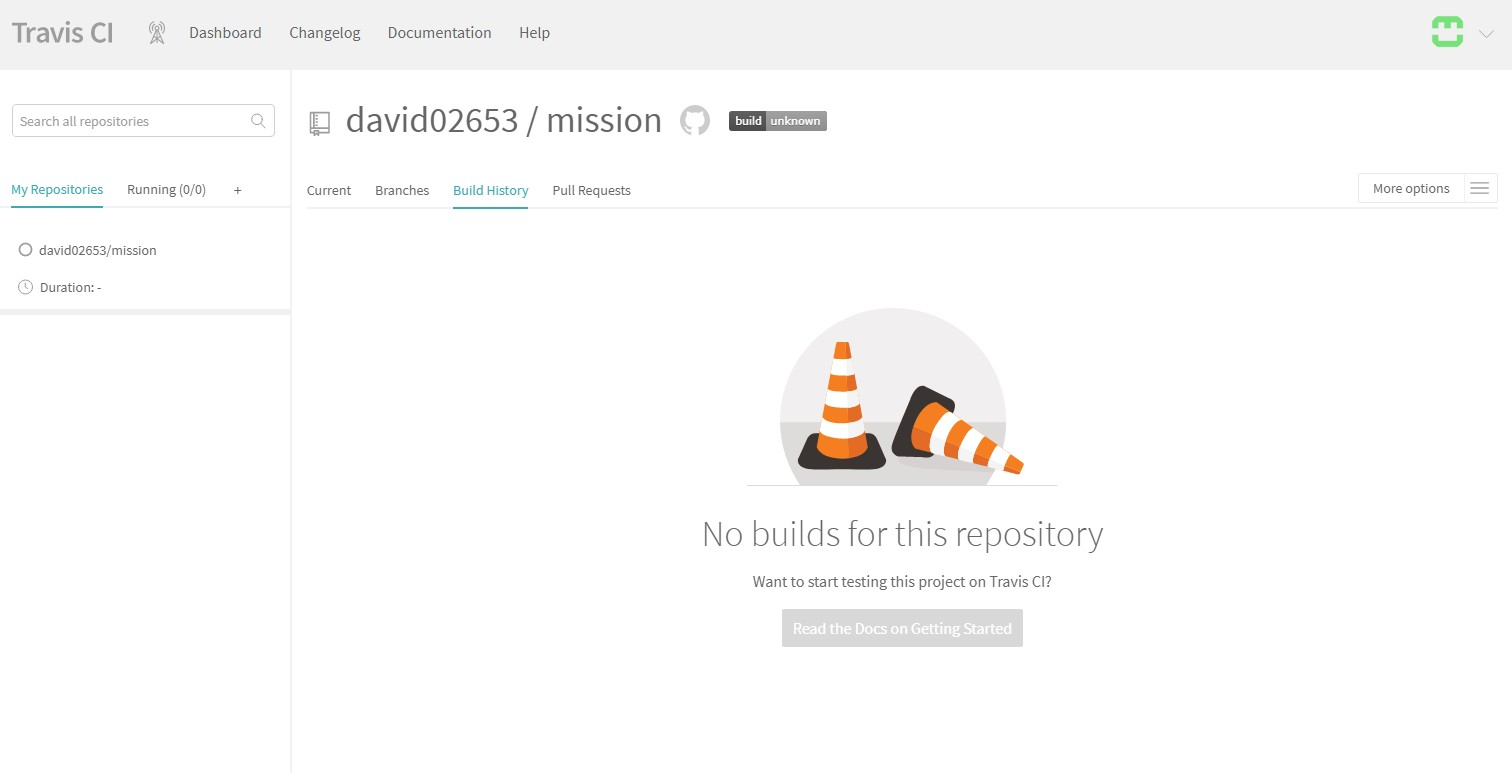 Travis CI Dashboard Changelog Documentation Help
Search all repositories
My Repositories Running (0/0) +
david02653/mission
Duration: -
david02653 / mission build unknown
Current Branches Build History Pull Requests More options
No builds for this repository
Want to start testing this project on Travis CI?
Read the Docs on Getting Started